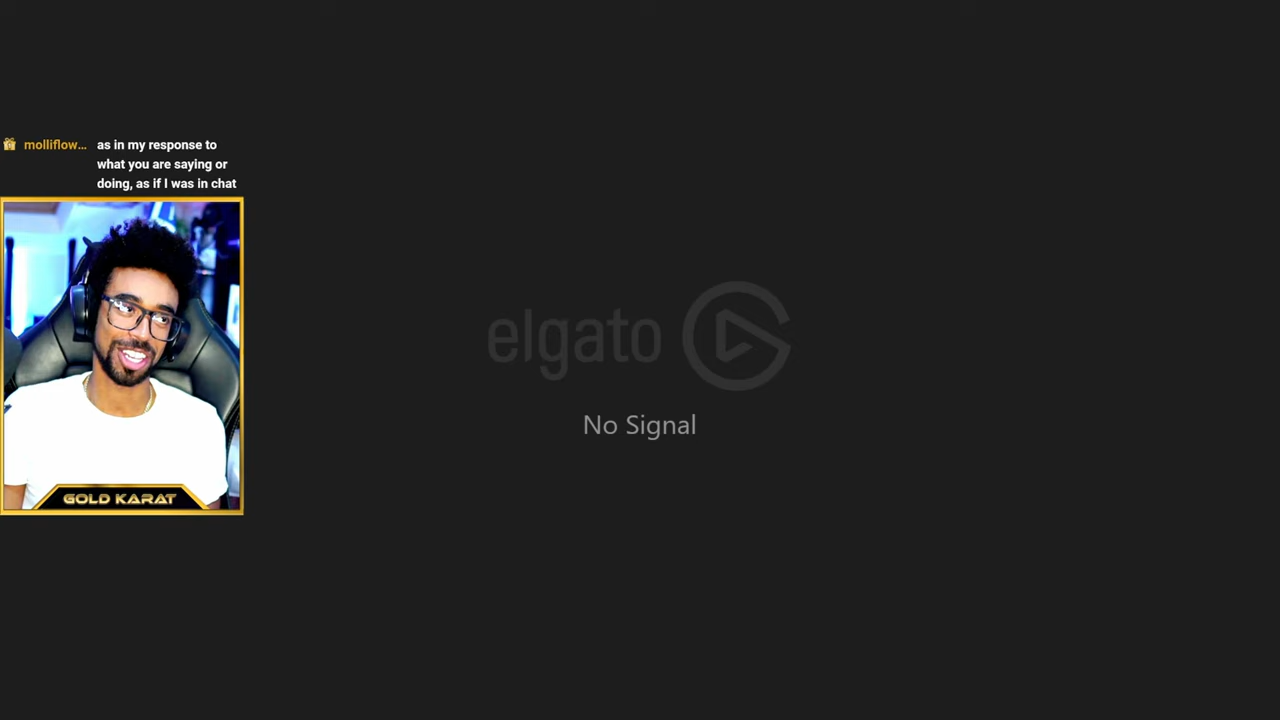 molliflow… as in my response to
what you are saying or
doing, as if I was in chat
elgato
No Signal
GOLD KARAT